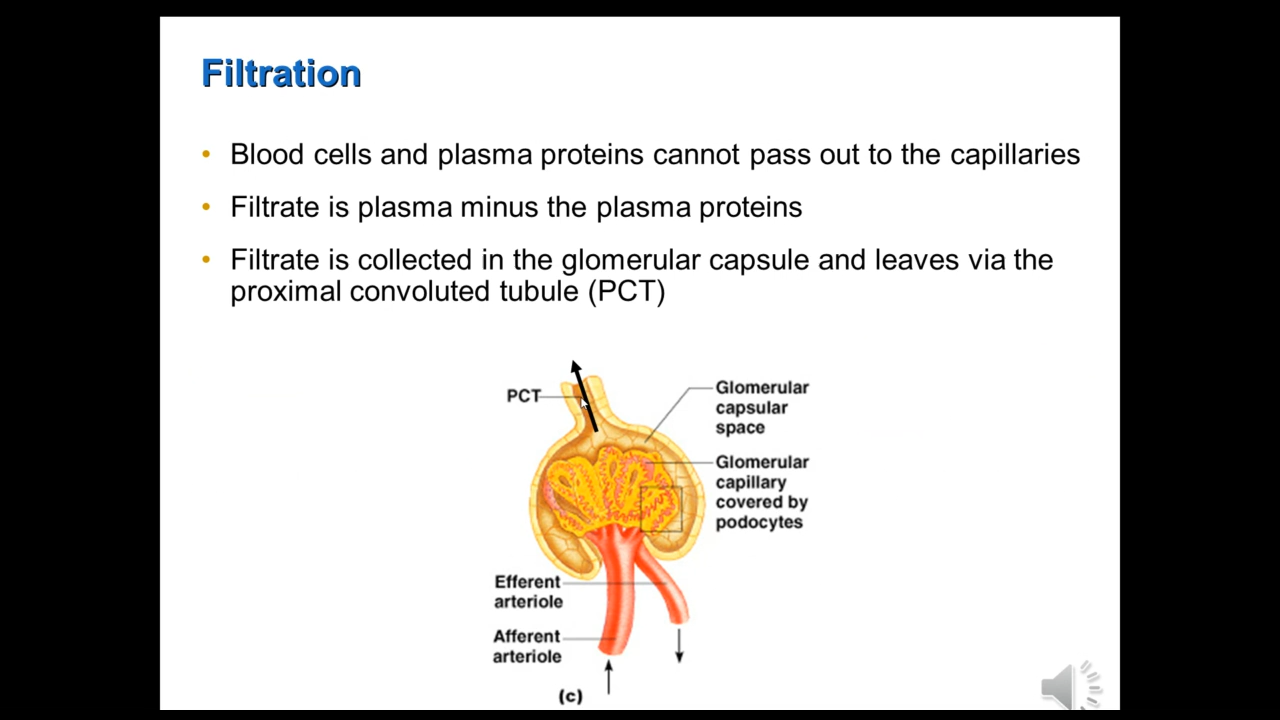 Filtration
• Blood cells and plasma proteins cannot pass out to the capillaries
• Filtrate is plasma minus the plasma proteins
• Filtrate is collected in the glomerular capsule and leaves via the
proximal convoluted tubule (PCT)
PCT
Glomerular
capsular
space
Glomerular
capillary
covered by
podocytes
Efferent
arteriole
Afferent
arteriole
(c)